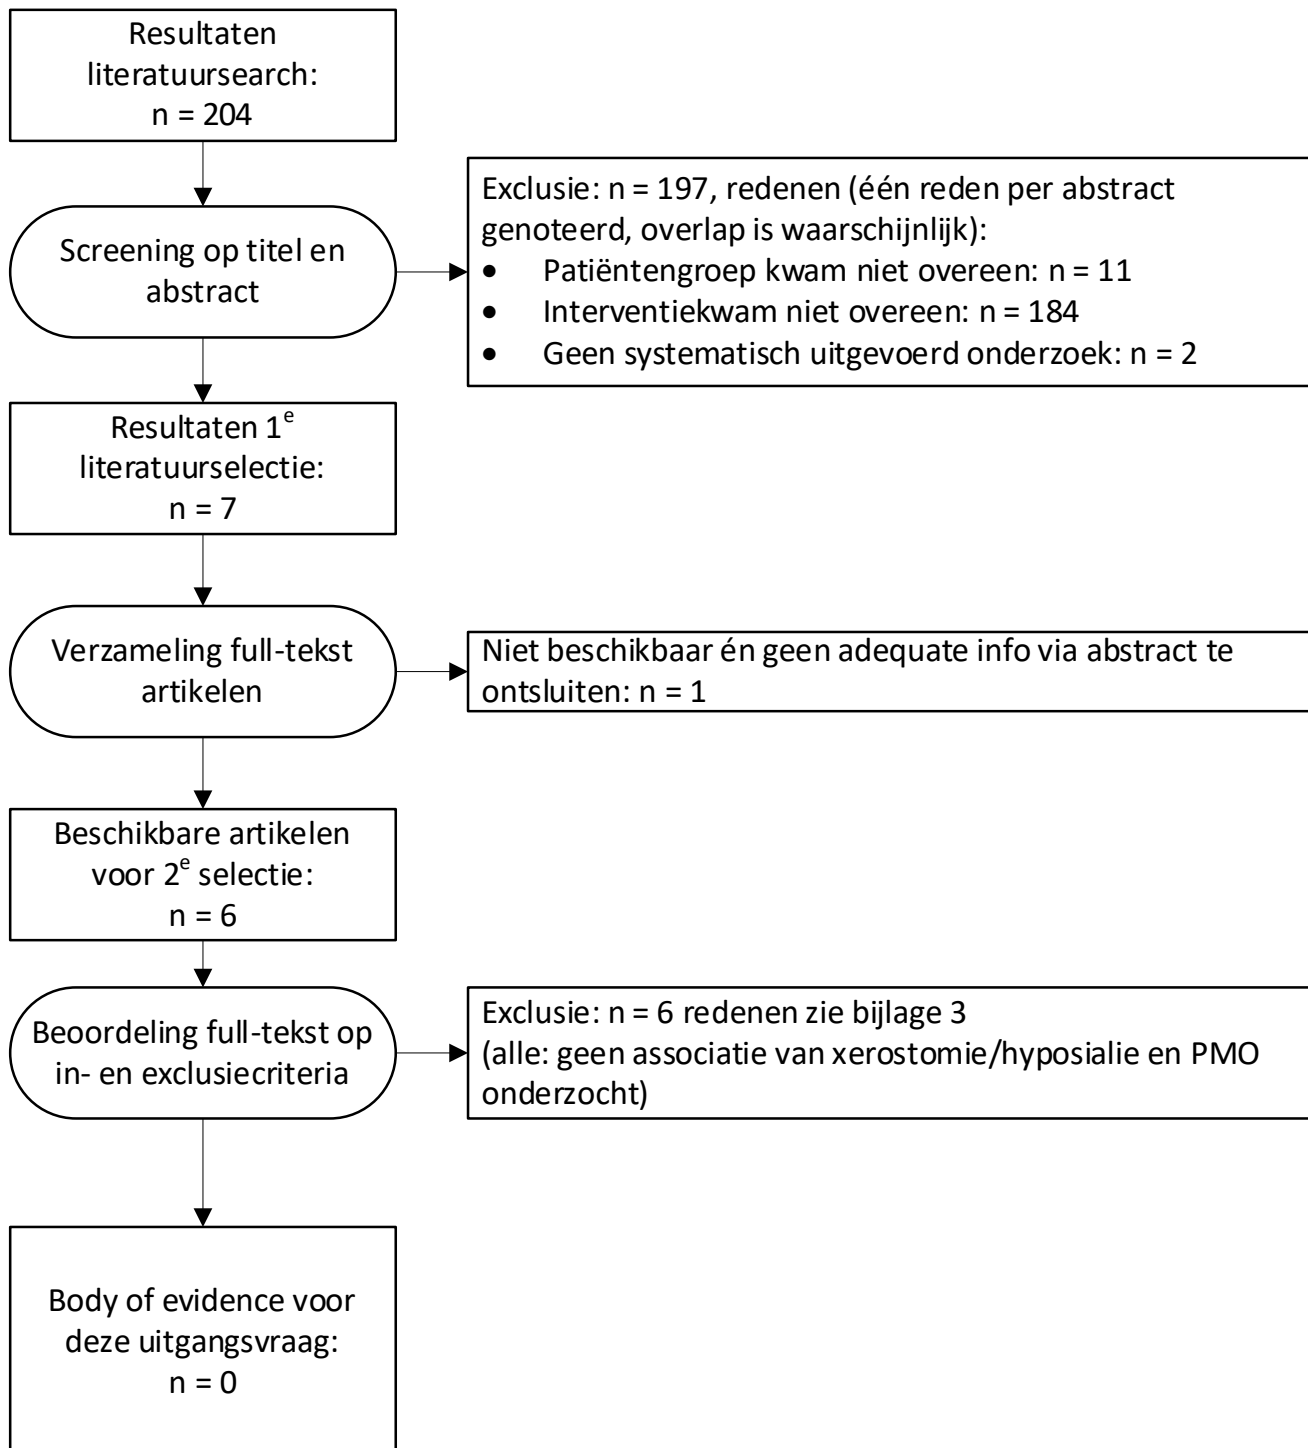 Resultaten
literatuursearch:
n = 204
Screening op titel en
abstract
Exclusie: n = 197, redenen (één reden per abstract
genoteerd, overlap is waarschijnlijk):
• Patiëntengroep kwam niet overeen: n = 11
• Interventiekwam niet overeen: n = 184
• Geen systematisch uitgevoerd onderzoek: n = 2
Resultaten 1e
literatuurselectie:
n = 7
Verzameling full-tekst
artikelen
Niet beschikbaar én geen adequate info via abstract te
ontsluiten: n = 1
Beschikbare artikelen
voor 2e selectie:
n = 6
Beoordeling full-tekst op
in- en exclusiecriteria
Exclusie: n = 6 redenen zie bijlage 3
(alle: geen associatie van xerostomie/hyposialie en PMO
onderzocht)
Body of evidence voor
deze uitgangsvraag:
n = 0